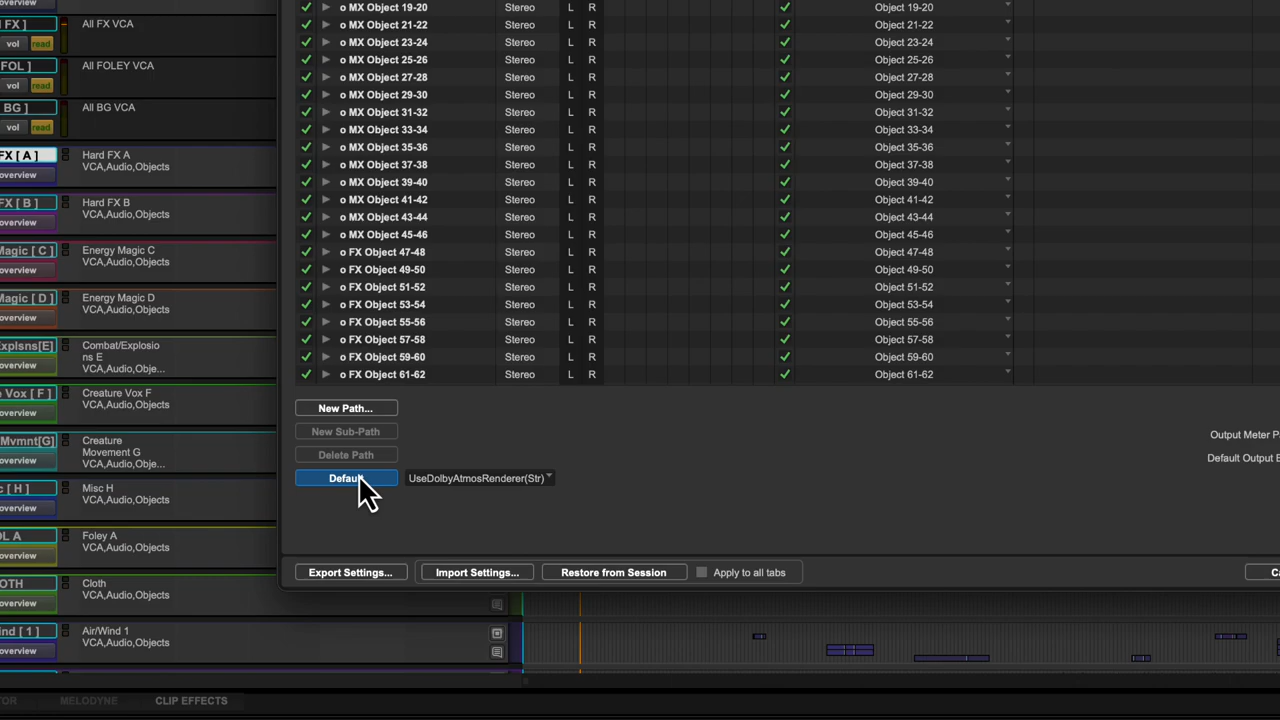 overview
FX ]
vol read
All FX VCA
FOL ]
vol read
All FOLEY VCA
BG ]
vol read
All BG VCA
FX [ A ]
overview
Hard FX A
VCA,Audio,Objects
FX [ B ]
overview
Hard FX B
VCA,Audio,Objects
Magic [ C ]
overview
Energy Magic C
VCA,Audio,Objects
Magic [ D ]
overview
Energy Magic D
VCA,Audio,Objects
Explsns[E]
overview
Combat/Explosio
ns E
VCA,Audio,Obje...
e Vox [ F ]
overview
Creature Vox F
VCA,Audio,Objects
Mvmnt[G]
overview
Creature
Movement G
VCA,Audio,Obje...
c [ H ]
overview
Misc H
VCA,Audio,Objects
OL A
overview
Foley A
VCA,Audio,Objects
OTH
overview
Cloth
VCA,Audio,Objects
ind [ 1 ]
overview
Air/Wind 1
VCA,Audio,Objects
o MX Object 19-20 Stereo L R Object 19-20
o MX Object 21-22 Stereo L R Object 21-22
o MX Object 23-24 Stereo L R Object 23-24
o MX Object 25-26 Stereo L R Object 25-26
o MX Object 27-28 Stereo L R Object 27-28
o MX Object 29-30 Stereo L R Object 29-30
o MX Object 31-32 Stereo L R Object 31-32
o MX Object 33-34 Stereo L R Object 33-34
o MX Object 35-36 Stereo L R Object 35-36
o MX Object 37-38 Stereo L R Object 37-38
o MX Object 39-40 Stereo L R Object 39-40
o MX Object 41-42 Stereo L R Object 41-42
o MX Object 43-44 Stereo L R Object 43-44
o MX Object 45-46 Stereo L R Object 45-46
o FX Object 47-48 Stereo L R Object 47-48
o FX Object 49-50 Stereo L R Object 49-50
o FX Object 51-52 Stereo L R Object 51-52
o FX Object 53-54 Stereo L R Object 53-54
o FX Object 55-56 Stereo L R Object 55-56
o FX Object 57-58 Stereo L R Object 57-58
o FX Object 59-60 Stereo L R Object 59-60
o FX Object 61-62 Stereo L R Object 61-62
New Path...
New Sub-Path
Delete Path
Default UseDolbyAtmosRenderer(Str)
Output Meter P
Default Output B
Export Settings... Import Settings... Restore from Session Apply to all tabs Ca
TOR MELODYNE CLIP EFFECTS